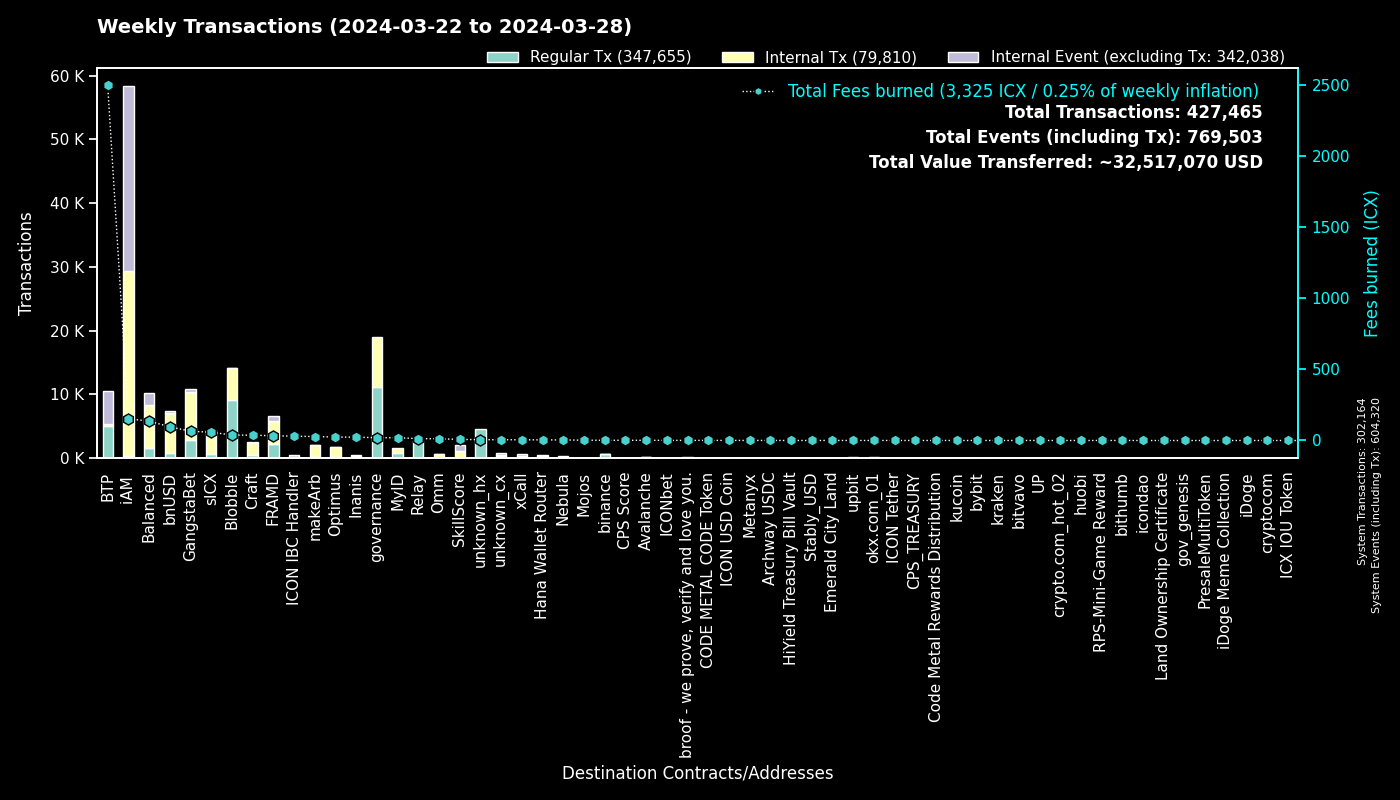 Weekly Transactions (2024-03-22 to 2024-03-28)
Regular Tx (347,655)
Internal Tx (79,810)
Internal Event (excluding Tx: 342,038)
Total Fees burned (3,325 ICX / 0.25% of weekly inflation)
Total Transactions: 427,465
Total Events (including Tx): 769,503
Total Value Transferred: ~32,517,070 USD
Transactions
60 K
50 K
40 K
30 K
20 K
10 K
0 K
2500
2000
1500
1000
500
0
Fees burned (ICX)
BTP
iAM
Balanced
bnUSD
GangstaBet
sICX
Blobble
Craft
FRAMD
ICON IBC Handler
makeArb
Optimus
Inanis
governance
MyID
Relay
Omm
SkillScore
unknown_hx
unknown_cx
xCall
Hana Wallet Router
Nebula
Mojos
binance
CPS Score
Avalanche
ICONbet
broof - we prove, verify and love you.
CODE METAL CODE Token
ICON USD Coin
Metanyx
Archway USDC
HiYield Treasury Bill Vault
Stably_USD
Emerald City Land
upbit
okx.com_01
ICON Tether
CPS_TREASURY
Code Metal Rewards Distribution
kucoin
bybit
kraken
bitvavo
UP
crypto.com_hot_02
huobi
RPS-Mini-Game Reward
bithumb
icondao
Land Ownership Certificate
gov_genesis
PresaleMultiToken
iDoge Meme Collection
iDoge
cryptocom
ICX IOU Token
Destination Contracts/Addresses
System Transactions: 302,164
System Events (including Tx): 604,320